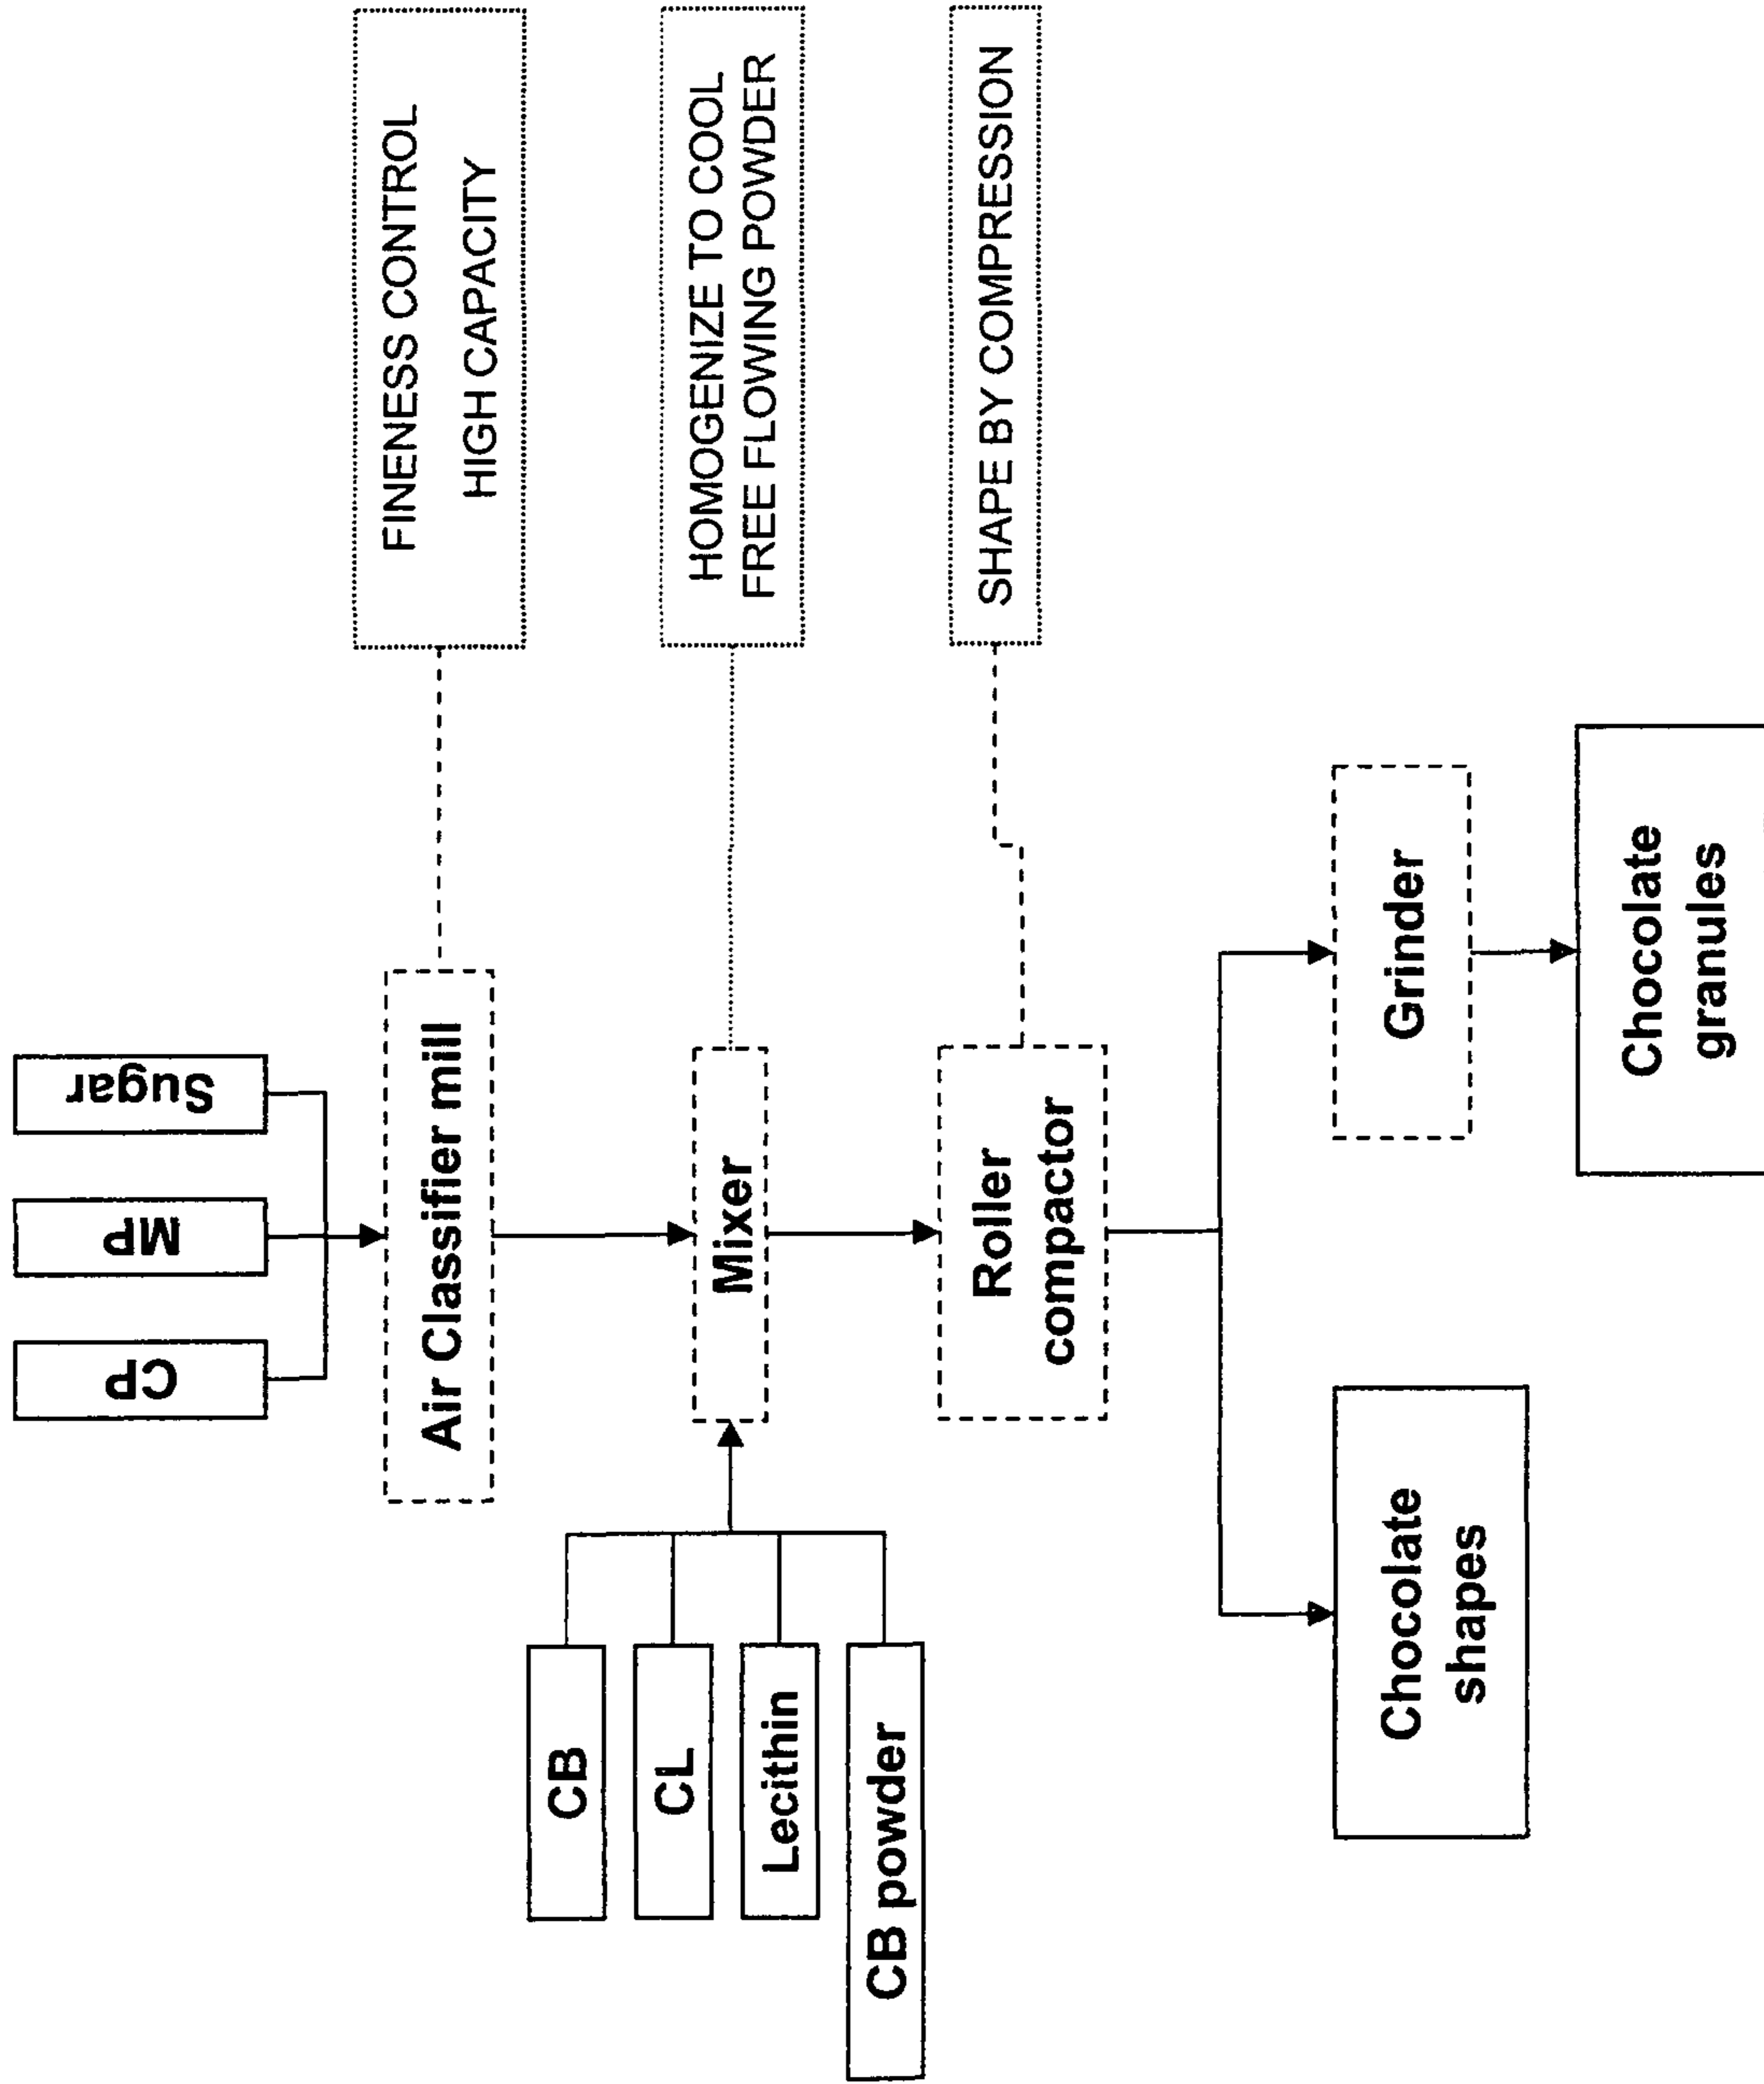 CP
MP
Sugar
Air Classifier mill
FINENESS CONTROL
HIGH CAPACITY
CB
CL
Lecithin
CB powder
Mixer
HOMOGENIZE TO COOL
FREE FLOWING POWDER
Roller
compactor
SHAPE BY COMPRESSION
Chocolate
shapes
Grinder
Chocolate
granules